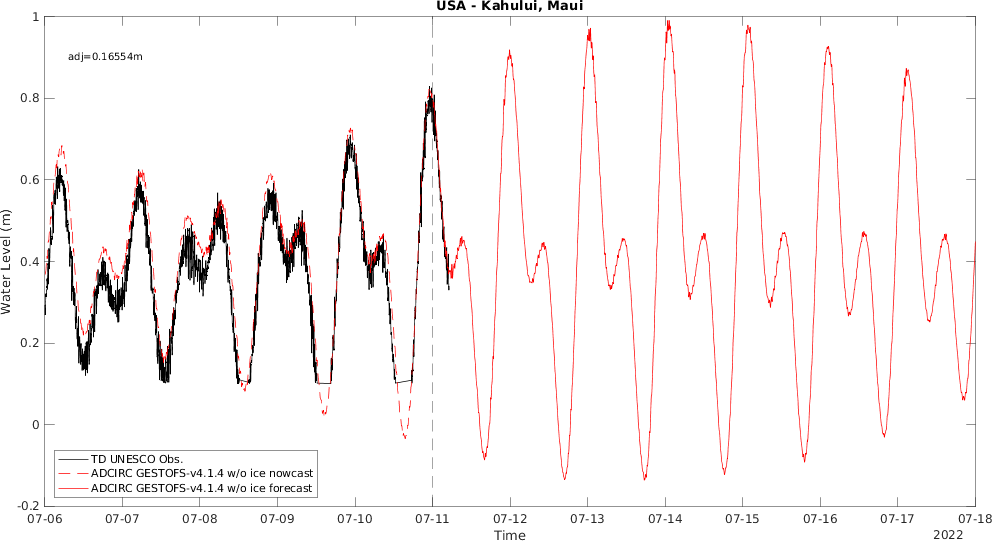 USA - Kahului, Maui
adj=0.16554m
Water Level (m)
1
0.8
0.6
0.4
0.2
0
-0.2
TD UNESCO Obs.
ADCIRC GESTOFS-v4.1.4 w/o ice nowcast
ADCIRC GESTOFS-v4.1.4 w/o ice forecast
07-06 07-07 07-08 07-09 07-10 07-11 07-12 07-13 07-14 07-15 07-16 07-17 07-18
Time
2022